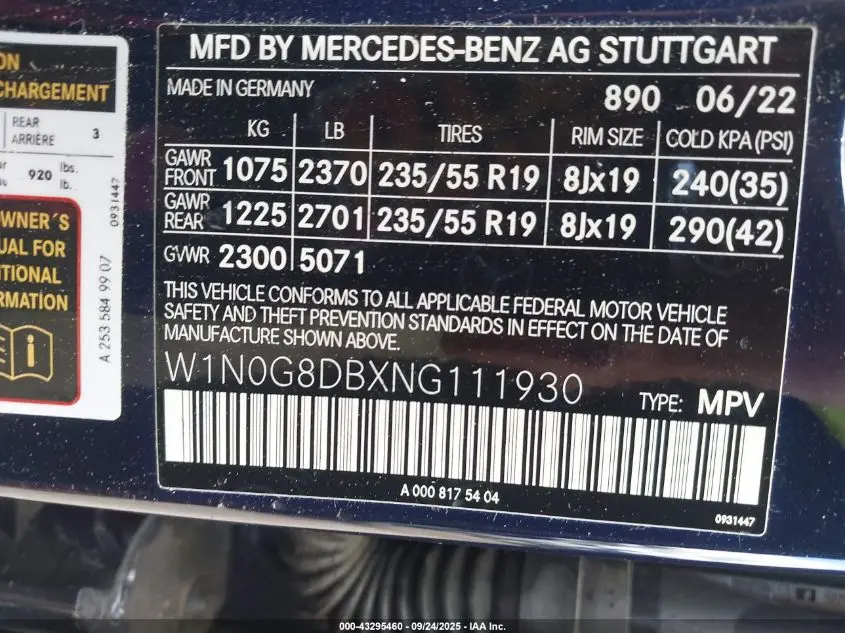 ON
CHARGEMENT
REAR
ARRIÈRE 3
920 lbs.
lb.
0931447
OWNER'S
UAL FOR
ITIONAL
RMATION
A 253 584 99 07
MFD BY MERCEDES-BENZ AG STUTTGART
MADE IN GERMANY 890 06/22
KG LB TIRES RIM SIZE COLD KPA (PSI)
GAWR FRONT 1075 2370 235/55 R19 8Jx19 240(35)
GAWR REAR 1225 2701 235/55 R19 8Jx19 290(42)
GVWR 2300 5071
THIS VEHICLE CONFORMS TO ALL APPLICABLE FEDERAL MOTOR VEHICLE
SAFETY AND THEFT PREVENTION STANDARDS IN EFFECT ON THE DATE OF
MANUFACTURE SHOWN ABOVE.
W1N0G8DBXNG111930 TYPE: MPV
A 000 817 54 04
0931447
000-43295460 - 09/24/2025 - IAA Inc.